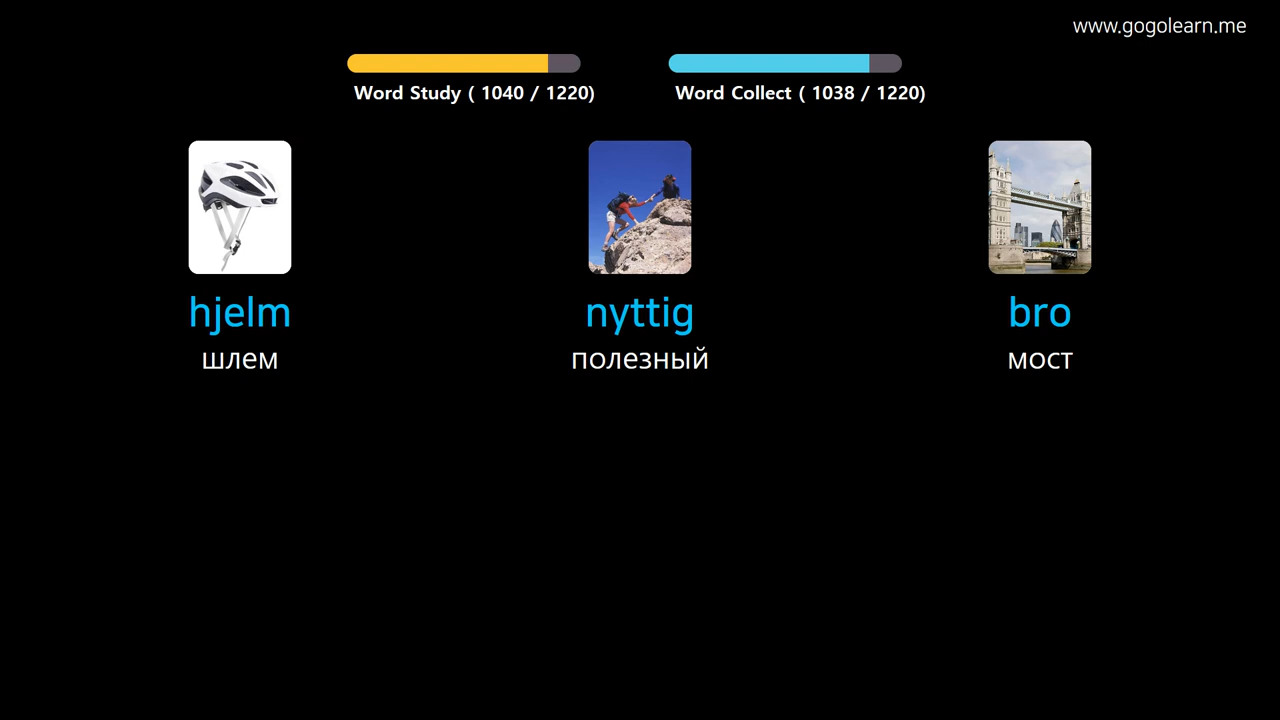 www.gogolearn.me
Word Study ( 1040 / 1220)
Word Collect ( 1038 / 1220)
hjelm
шлем
nyttig
полезный
bro
мост